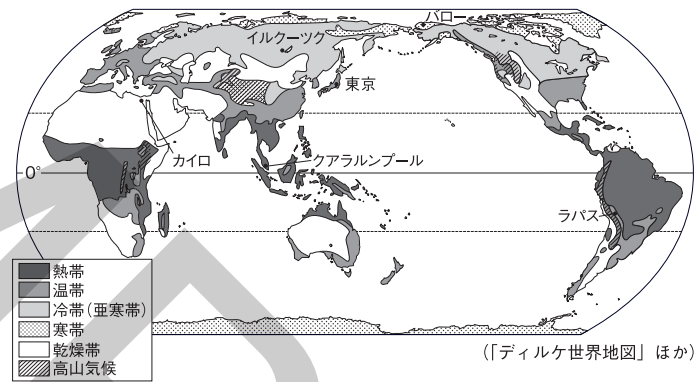 バロー
イルクーツク
東京
カイロ
クアラルンプール
0°
ラパス
熱帯
温帯
冷帯(亜寒帯)
寒帯
乾燥帯
高山気候
(「ディルケ世界地図」ほか)